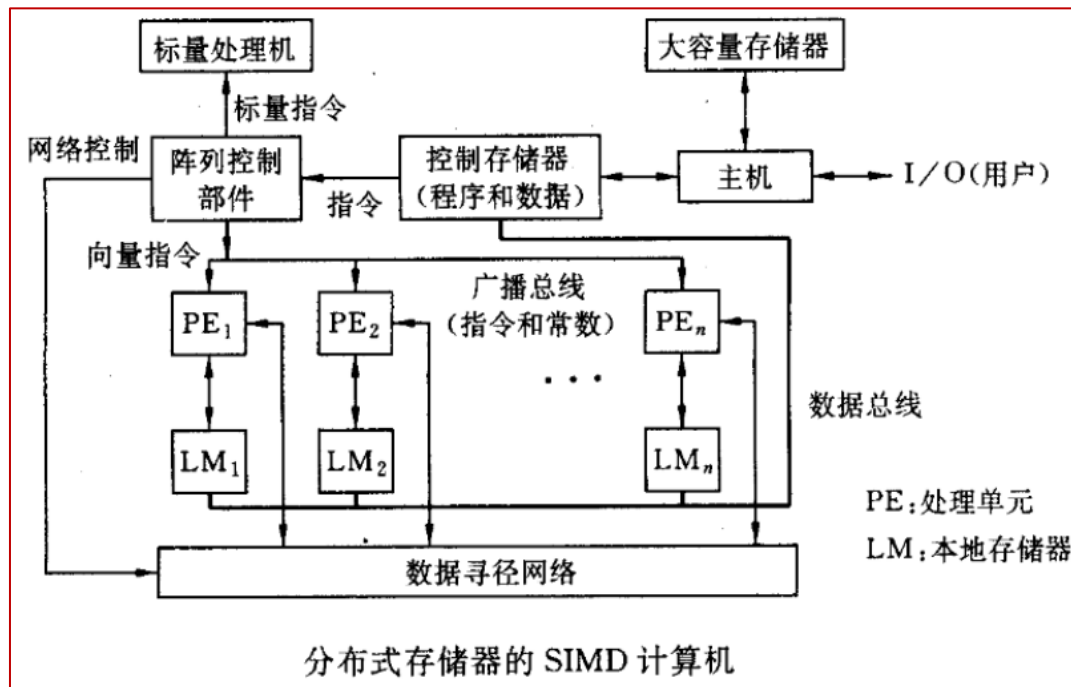 标量处理机
大容量存储器
标量指令
网络控制
阵列控制
部件
指令
控制存储器
(程序和数据)
主机
I/O(用户)
向量指令
广播总线
(指令和常数)
PE₁
PE₂
PEₙ
···
数据总线
LM₁
LM₂
LMₙ
PE:处理单元
LM:本地存储器
数据寻径网络
分布式存储器的 SIMD 计算机